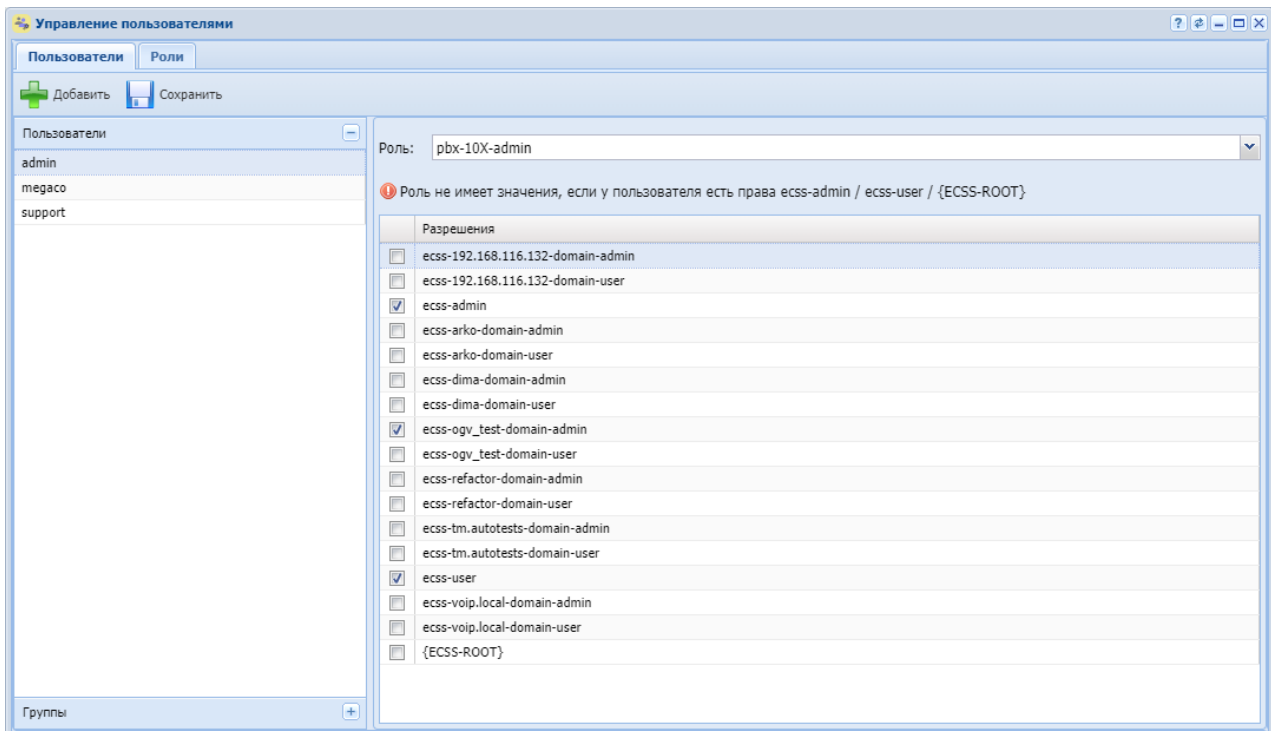 Управление пользователями
Пользователи Роли
Добавить Сохранить
Пользователи
admin
megaco
support
Группы
Роль: pbx-10X-admin
Роль не имеет значения, если у пользователя есть права ecss-admin / ecss-user / {ECSS-ROOT}
Разрешения
ecss-192.168.116.132-domain-admin
ecss-192.168.116.132-domain-user
ecss-admin
ecss-arko-domain-admin
ecss-arko-domain-user
ecss-dima-domain-admin
ecss-dima-domain-user
ecss-ogv_test-domain-admin
ecss-ogv_test-domain-user
ecss-refactor-domain-admin
ecss-refactor-domain-user
ecss-tm.autotests-domain-admin
ecss-tm.autotests-domain-user
ecss-user
ecss-voip.local-domain-admin
ecss-voip.local-domain-user
{ECSS-ROOT}